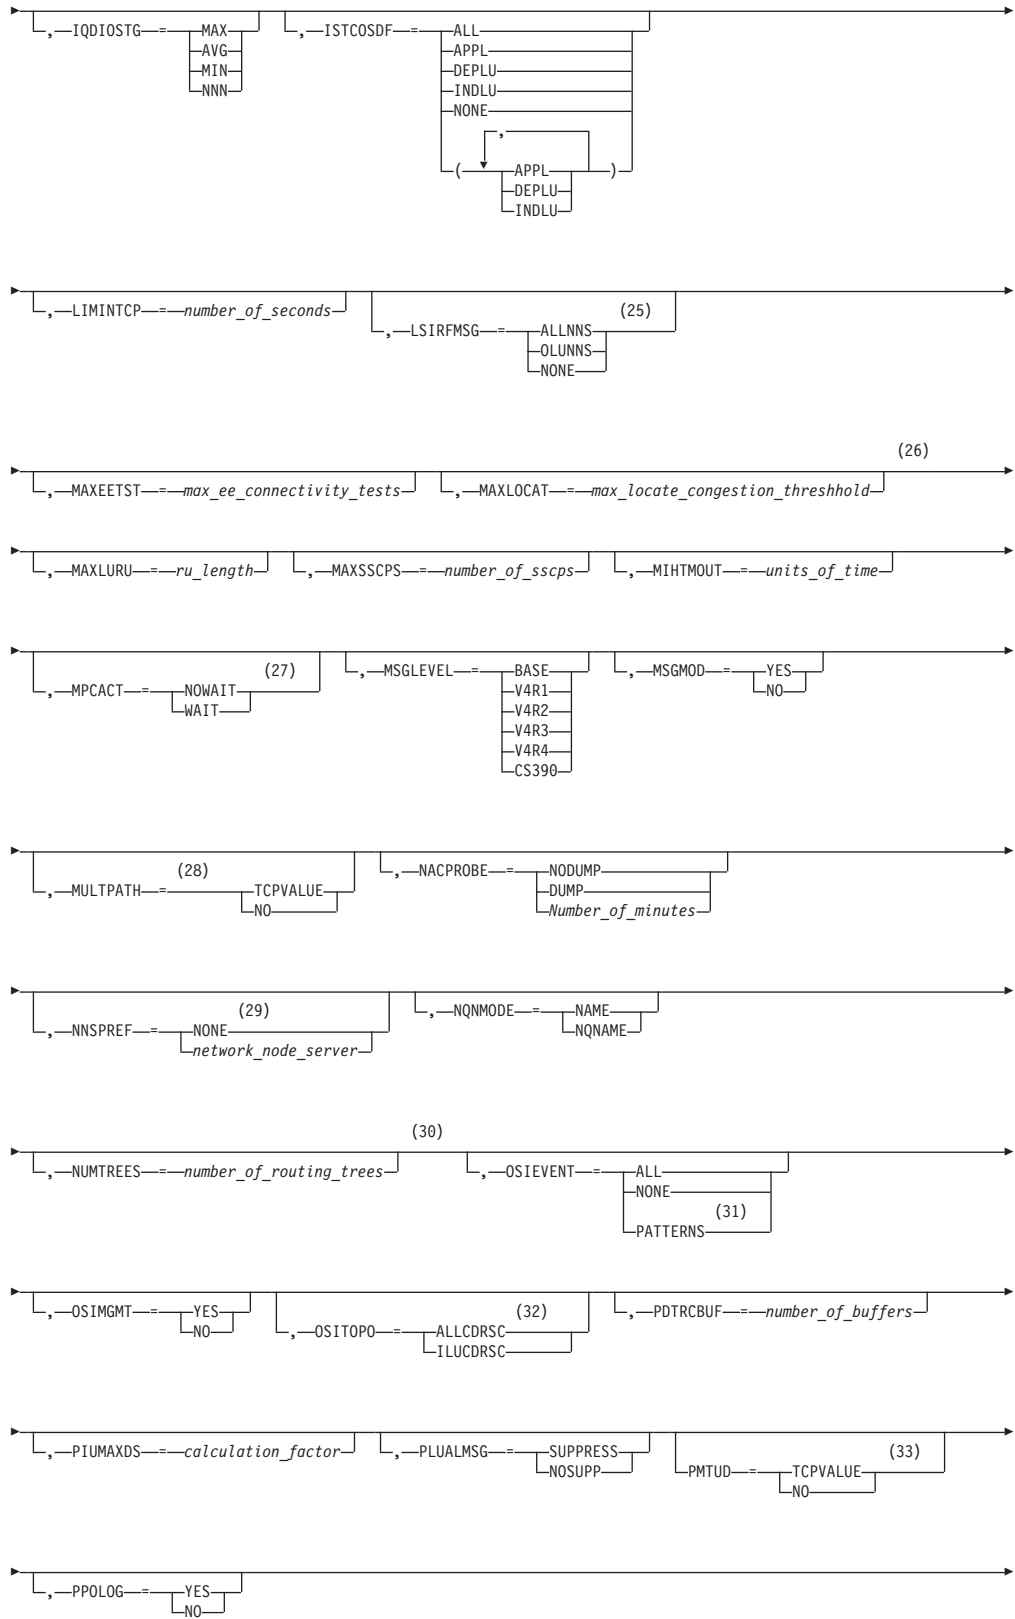 ,—IQDIOSTG—=—MAX ,—ISTCOSDF—=—ALL
AVG APPL
MIN DEPLU
NNN INDLU
NONE
,
(—APPL—)
DEPLU
INDLU
,—LIMINTCP—=—number_of_seconds (25)
,—LSIRFMSG—=—ALLNNS
OLUNNS
NONE
(26)
,—MAXEETST—=—max_ee_connectivity_tests ,—MAXLOCAT—=—max_locate_congestion_threshhold
,—MAXLURU—=—ru_length ,—MAXSSCPS—=—number_of_sscps ,—MIHTMOUT—=—units_of_time
(27) ,—MSGLEVEL—=—BASE ,—MSGMOD—=—YES
,—MPCACT—=—NOWAIT V4R1 NO
WAIT V4R2
V4R3
V4R4
CS390
(28) ,—NACPROBE—=—NODUMP
,—MULTPATH—=—TCPVALUE DUMP
NO Number_of_minutes
(29) ,—NQNMODE—=—NAME
,—NNSPREF—=—NONE NQNAME
network_node_server
(30)
,—NUMTREES—=—number_of_routing_trees ,—OSIEVENT—=—ALL
NONE
(31)
PATTERNS
,—OSIMGMT—=—YES (32) ,—PDTRCBUF—=—number_of_buffers
NO ,—OSITOPO—=—ALLCDRSC
ILUCDRSC
,—PIUMAXDS—=—calculation_factor ,—PLUALMSG—=—SUPPRESS (33)
NOSUPP PMTUD—=—TCPVALUE
NO
,—PPOLOG—=—YES
NO